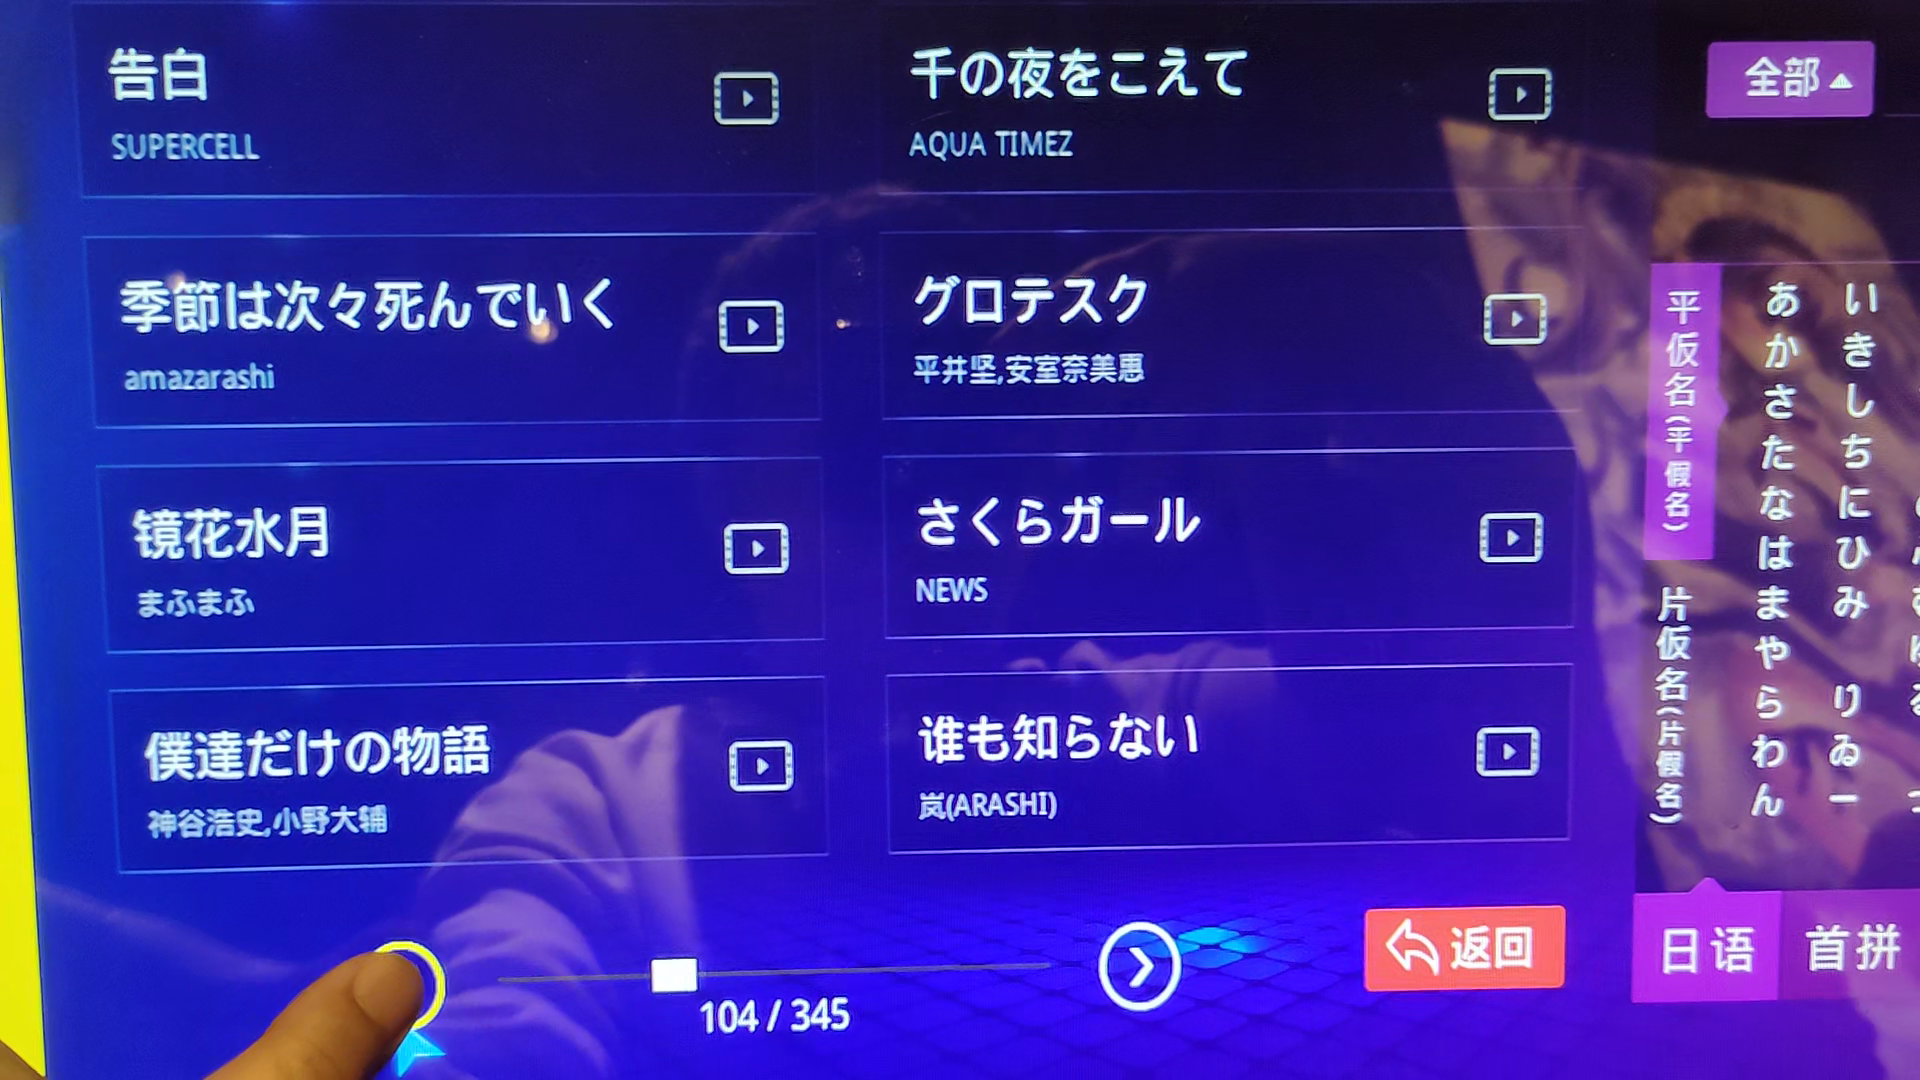 告白
SUPERCELL
千の夜をこえて
AQUA TIMEZ
季節は次々死んでいく
amazarashi
グロテスク
平井坚,安室奈美惠
镜花水月
まふまふ
さくらガール
NEWS
僕達だけの物語
神谷浩史,小野大辅
谁も知らない
岚(ARASHI)
104 / 345
返回
全部
平仮名(平假名)
片仮名(片假名)
あかさたなはまやらわん
いきしちにひみ りゐー
日语
首拼